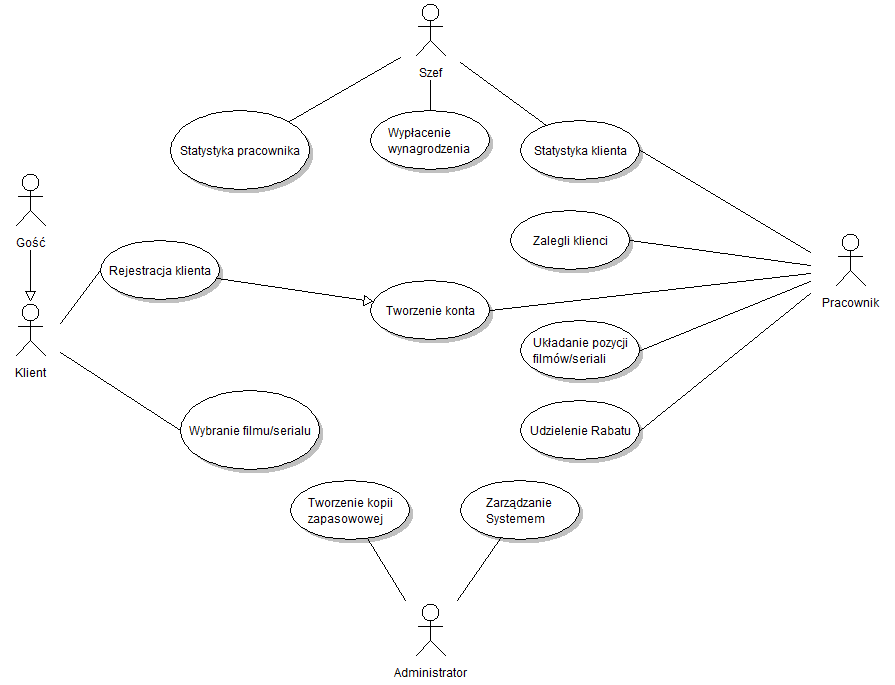 Szef
Statystyka pracownika
Wypłacenie
wynagrodzenia
Statystyka klienta
Gość
Zalegli klienci
Rejestracja klienta
Pracownik
Tworzenie konta
Klient
Układanie pozycji
filmów/seriali
Wybranie filmu/serialu
Udzielenie Rabatu
Tworzenie kopii
zapasowowej
Zarządzanie
Systemem
Administrator